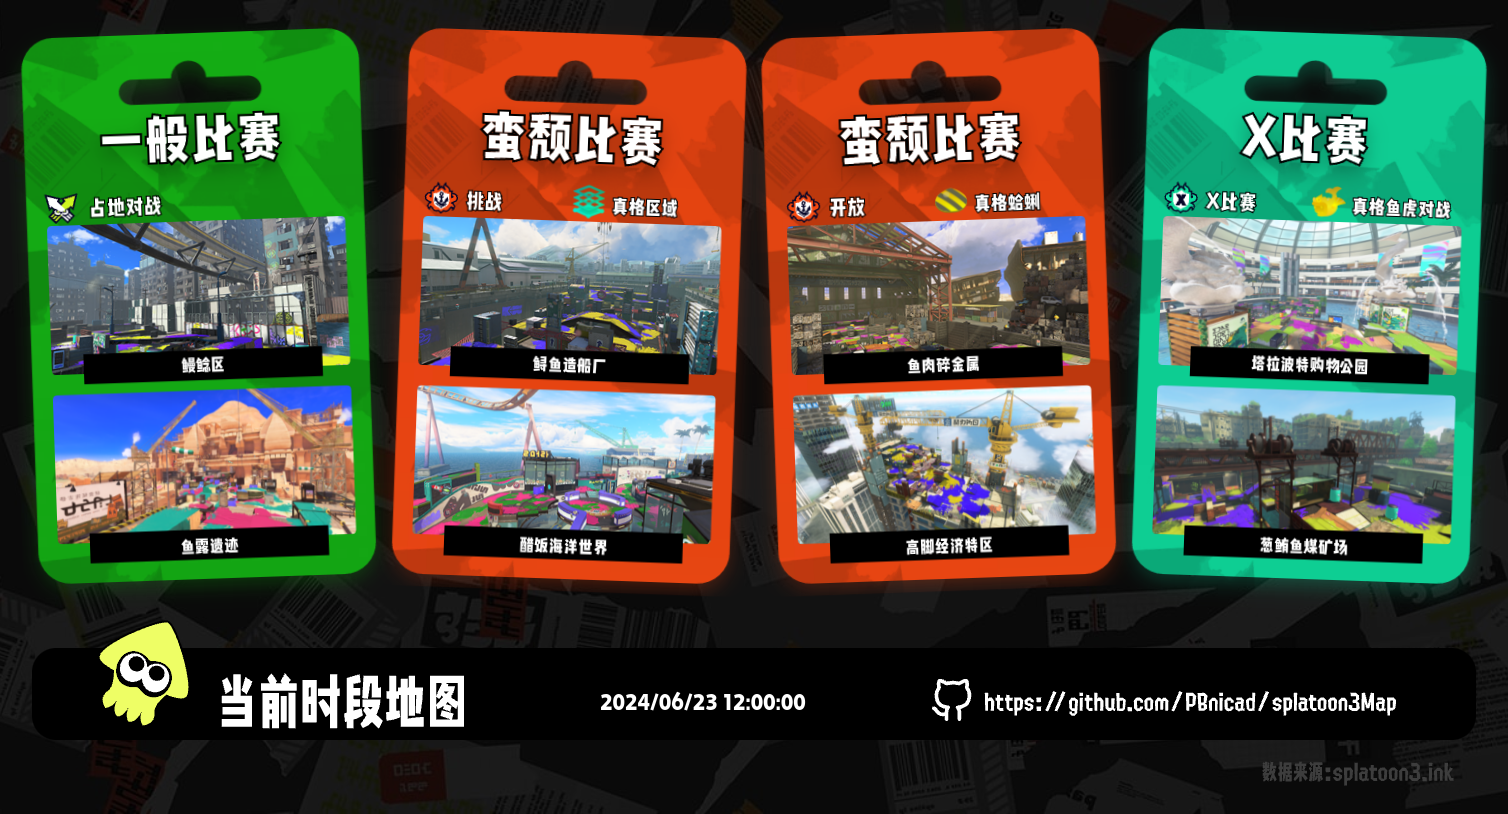 一般比赛
占地对战
鳗鲶区
鱼露遗迹
蛮颓比赛
挑战
真格区域
鲟鱼造船厂
醋饭海洋世界
蛮颓比赛
开放
真格蛤蜊
鱼肉碎金属
高脚经济特区
X比赛
X比赛
真格鱼虎对战
塔拉波特购物公园
葱鲔鱼煤矿场
当前时段地图
2024/06/23 12:00:00
https://github.com/PBnicad/splatoon3Map
数据来源:splatoon3.ink